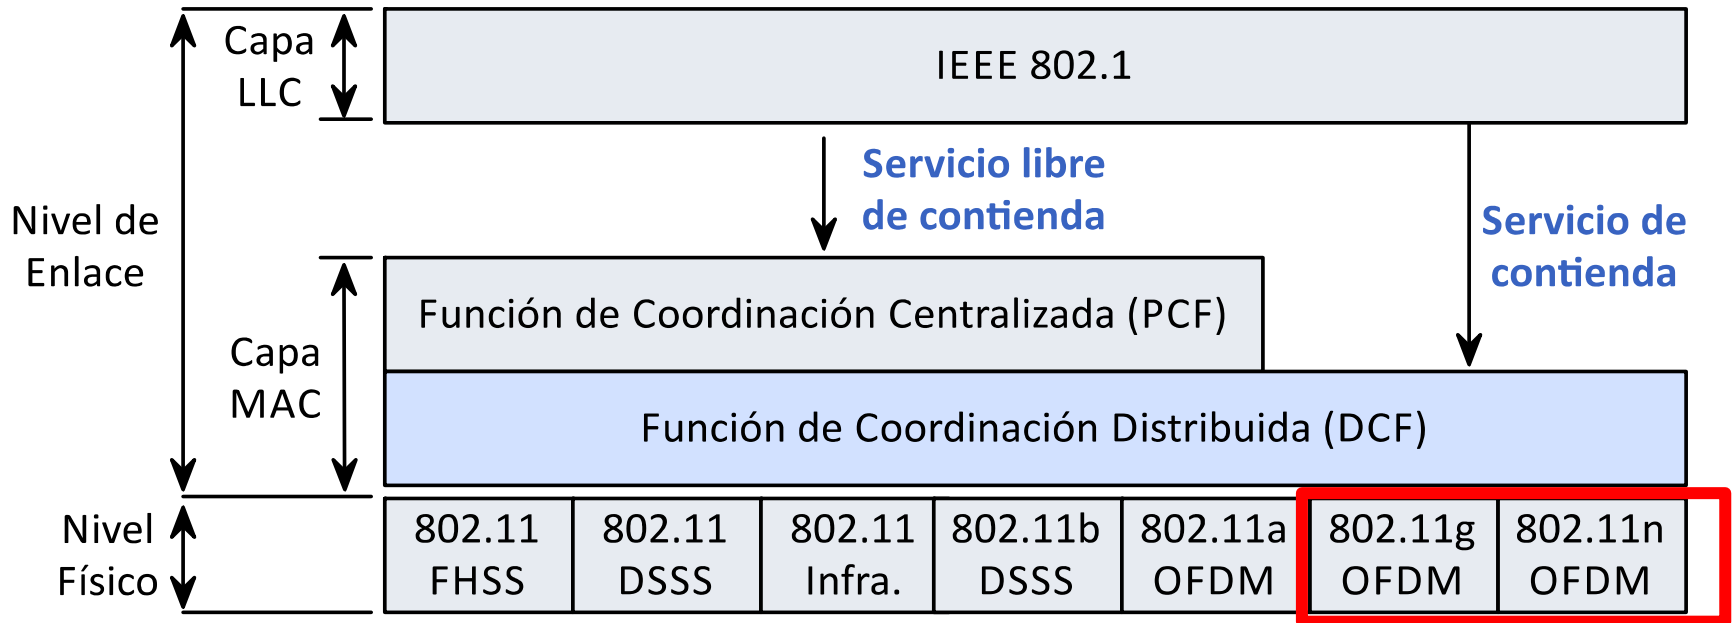 Capa
LLC
IEEE 802.1
Servicio libre
de contienda
Nivel de
Enlace
Servicio de
contienda
Función de Coordinación Centralizada (PCF)
Capa
MAC
Función de Coordinación Distribuida (DCF)
Nivel
Físico
802.11
FHSS
802.11
DSSS
802.11
Infra.
802.11b
DSSS
802.11a
OFDM
802.11g
OFDM
802.11n
OFDM